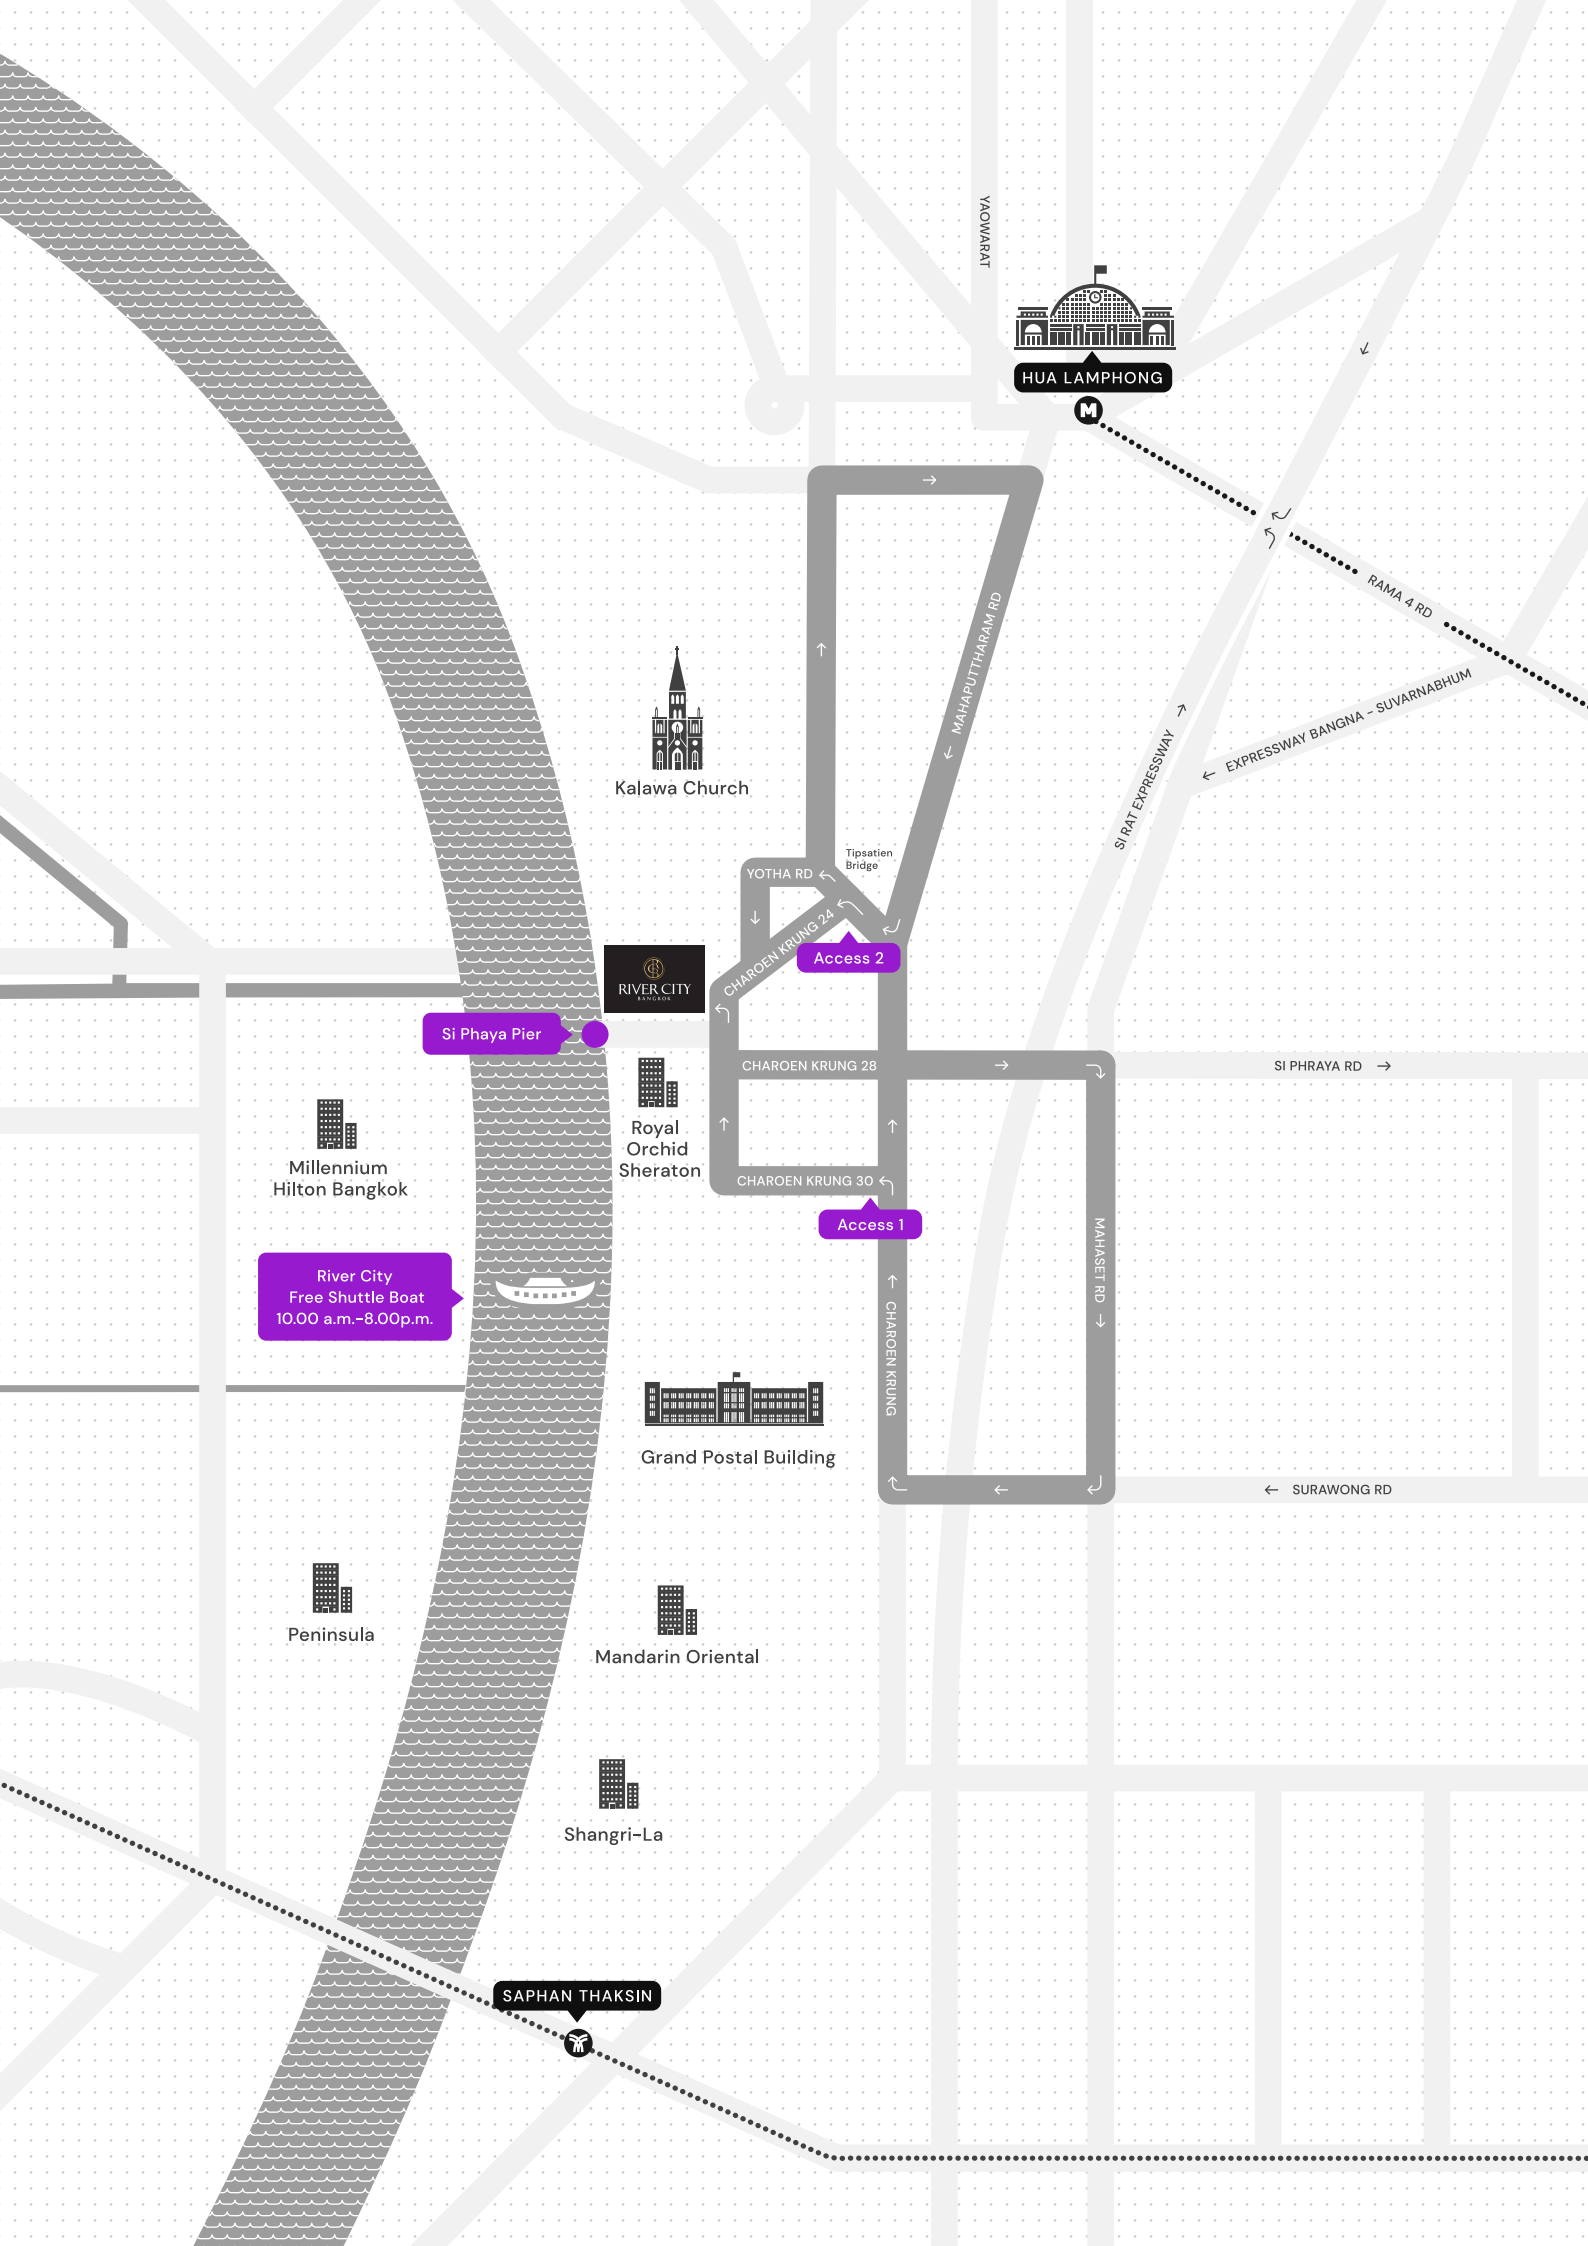 YAOWARAT
HUA LAMPHONG
M
RAMA 4 RD
MAHAPUTTHARAM RD
EXPRESSWAY BANGNA - SUVARNABHUM
SI RAT EXPRESSWAY
Kalawa Church
Tipsatien
Bridge
YOTHA RD
CHAROEN KRUNG 24
Access 2
RIVER CITY
BANGKOK
Si Phaya Pier
CHAROEN KRUNG 28
SI PHRAYA RD
Royal
Orchid
Sheraton
Millennium
Hilton Bangkok
CHAROEN KRUNG 30
Access 1
MAHASET RD
River City
Free Shuttle Boat
10.00 a.m.-8.00p.m.
CHAROEN KRUNG
Grand Postal Building
SURAWONG RD
Peninsula
Mandarin Oriental
Shangri-La
SAPHAN THAKSIN